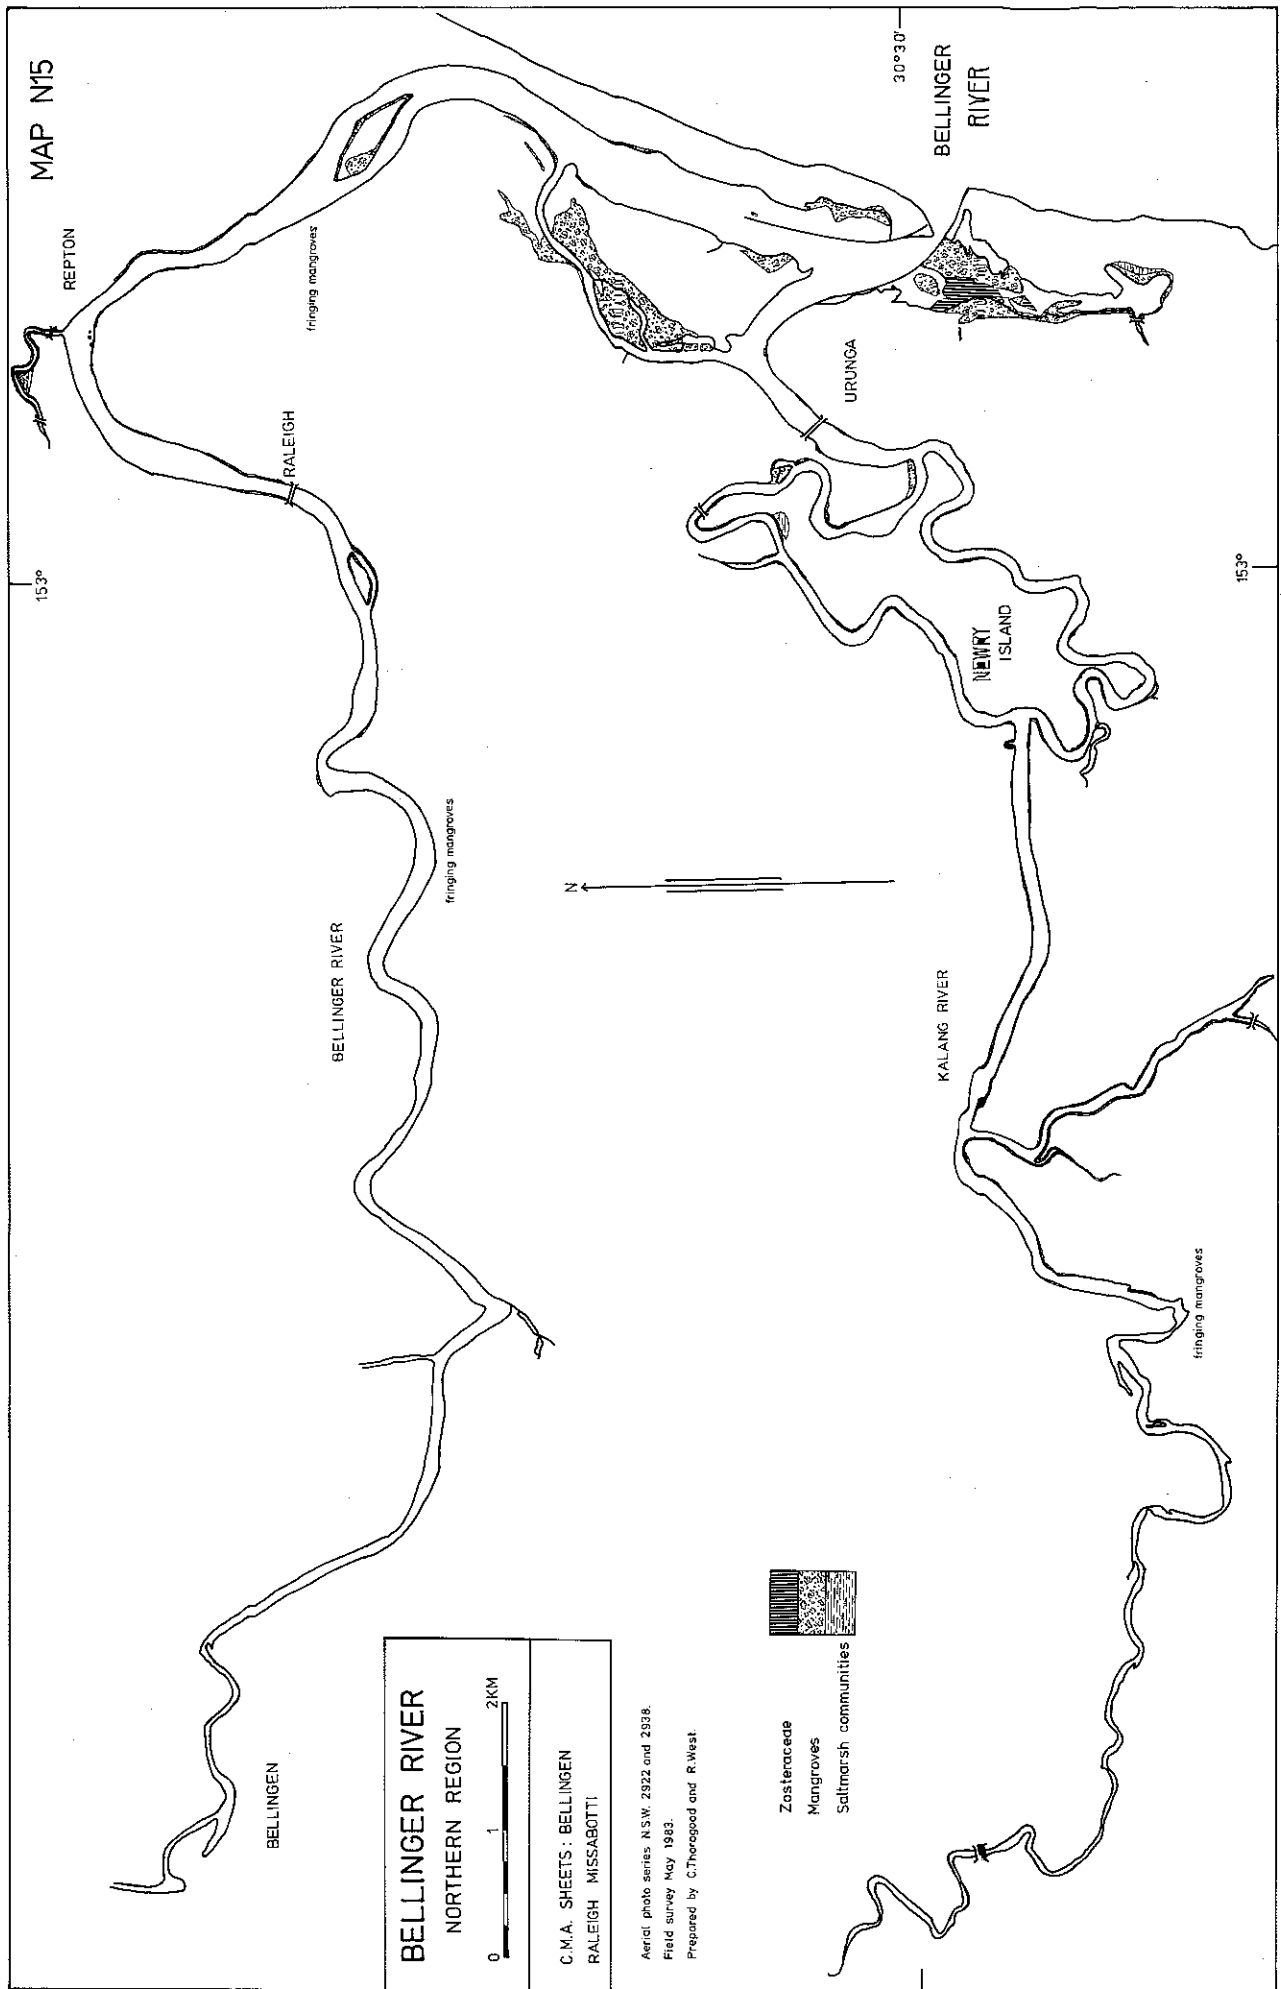 MAP N15
REPTON
fringing mangroves
RALEIGH
153°
BELLINGER RIVER
fringing mangroves
BELLINGEN
N
30°30'
BELLINGER
RIVER
URUNGA
NEWRY
ISLAND
153°
KALANG RIVER
fringing mangroves
BELLINGER RIVER
NORTHERN REGION
0 1 2KM
C.M.A. SHEETS: BELLINGEN
RALEIGH MISSABOTTI
Aerial photo series N.S.W. 2922 and 2938.
Field survey May 1983.
Prepared by C.Thorogood and R.West.
Zosteraceae
Mangroves
Saltmarsh communities